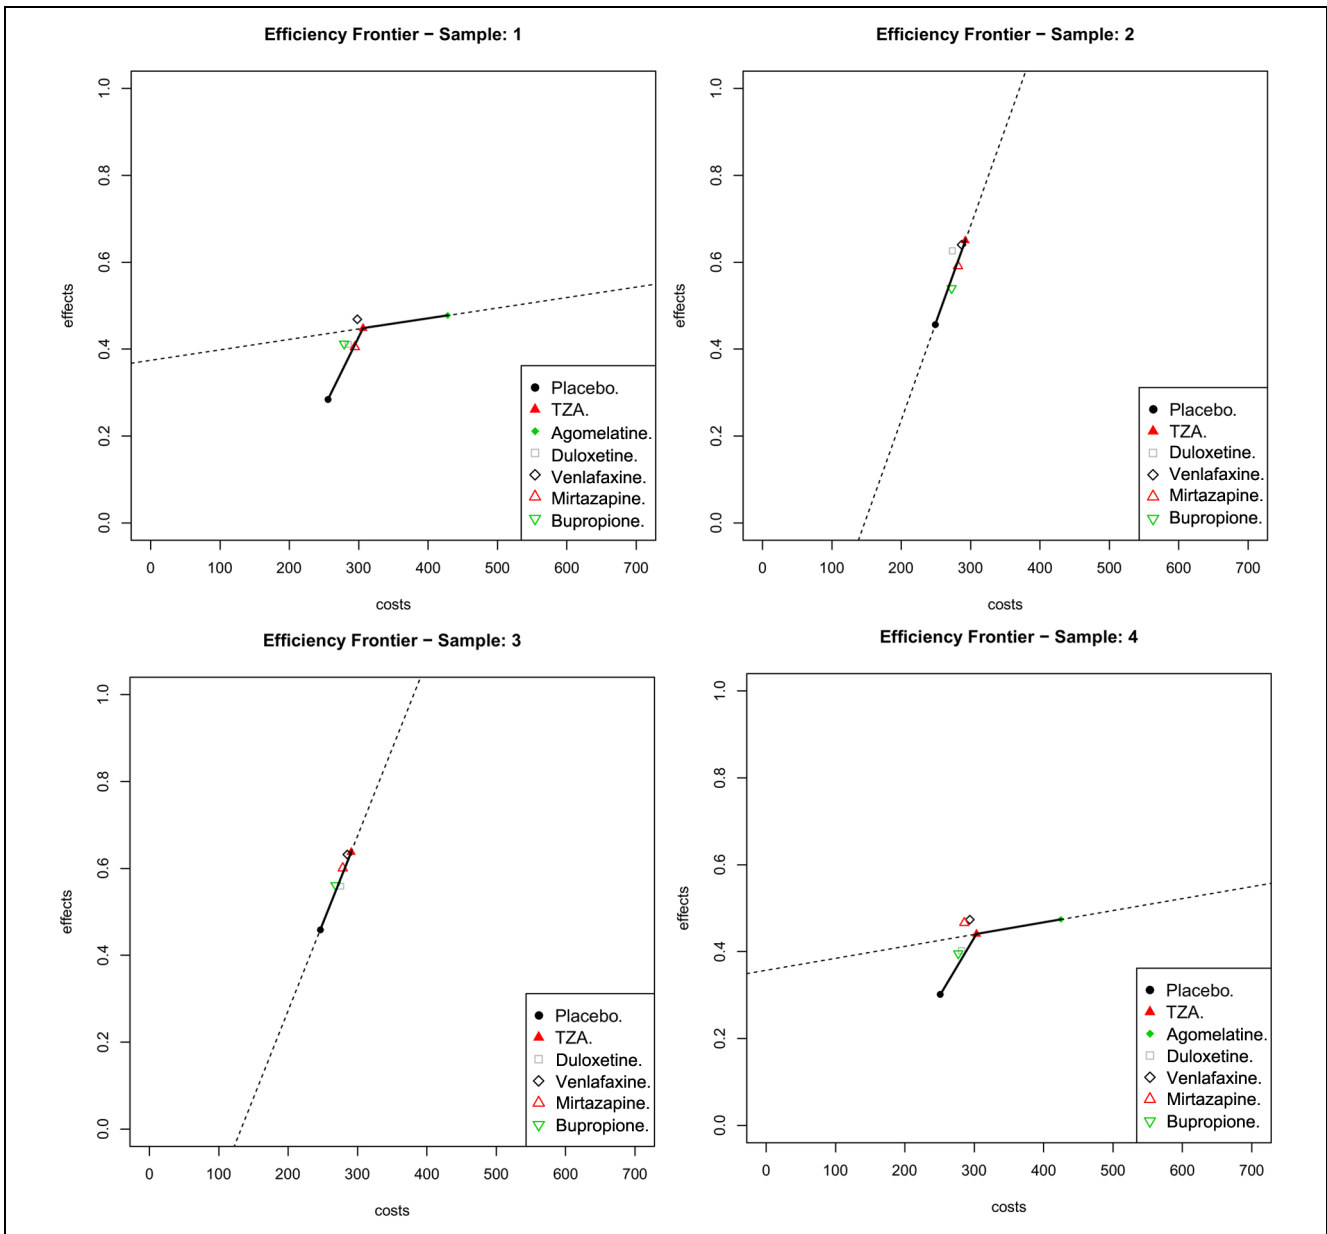 Efficiency Frontier − Sample: 1
effects
0.0
0.2
0.4
0.6
0.8
1.0
Placebo.
TZA.
Agomelatine.
Duloxetine.
Venlafaxine.
Mirtazapine.
Bupropione.
0 100 200 300 400 500 600 700
costs
Efficiency Frontier − Sample: 2
effects
0.0
0.2
0.4
0.6
0.8
1.0
Placebo.
TZA.
Duloxetine.
Venlafaxine.
Mirtazapine.
Bupropione.
0 100 200 300 400 500 600 700
costs
Efficiency Frontier − Sample: 3
effects
0.0
0.2
0.4
0.6
0.8
1.0
Placebo.
TZA.
Duloxetine.
Venlafaxine.
Mirtazapine.
Bupropione.
0 100 200 300 400 500 600 700
costs
Efficiency Frontier − Sample: 4
effects
0.0
0.2
0.4
0.6
0.8
1.0
Placebo.
TZA.
Agomelatine.
Duloxetine.
Venlafaxine.
Mirtazapine.
Bupropione.
0 100 200 300 400 500 600 700
costs